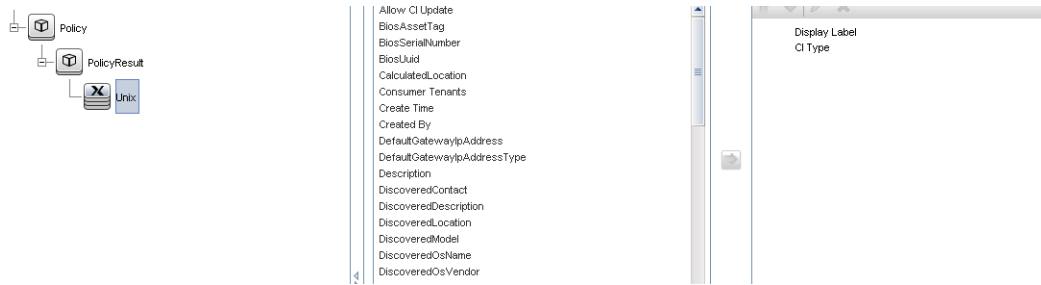 Policy
PolicyResult
Unix
Allow CI Update
BiosAssetTag
BiosSerialNumber
BiosUuid
CalculatedLocation
Consumer Tenants
Create Time
Created By
DefaultGatewayIpAddress
DefaultGatewayIpAddressType
Description
DiscoveredContact
DiscoveredDescription
DiscoveredLocation
DiscoveredModel
DiscoveredOsName
DiscoveredOsVendor
Display Label
CI Type